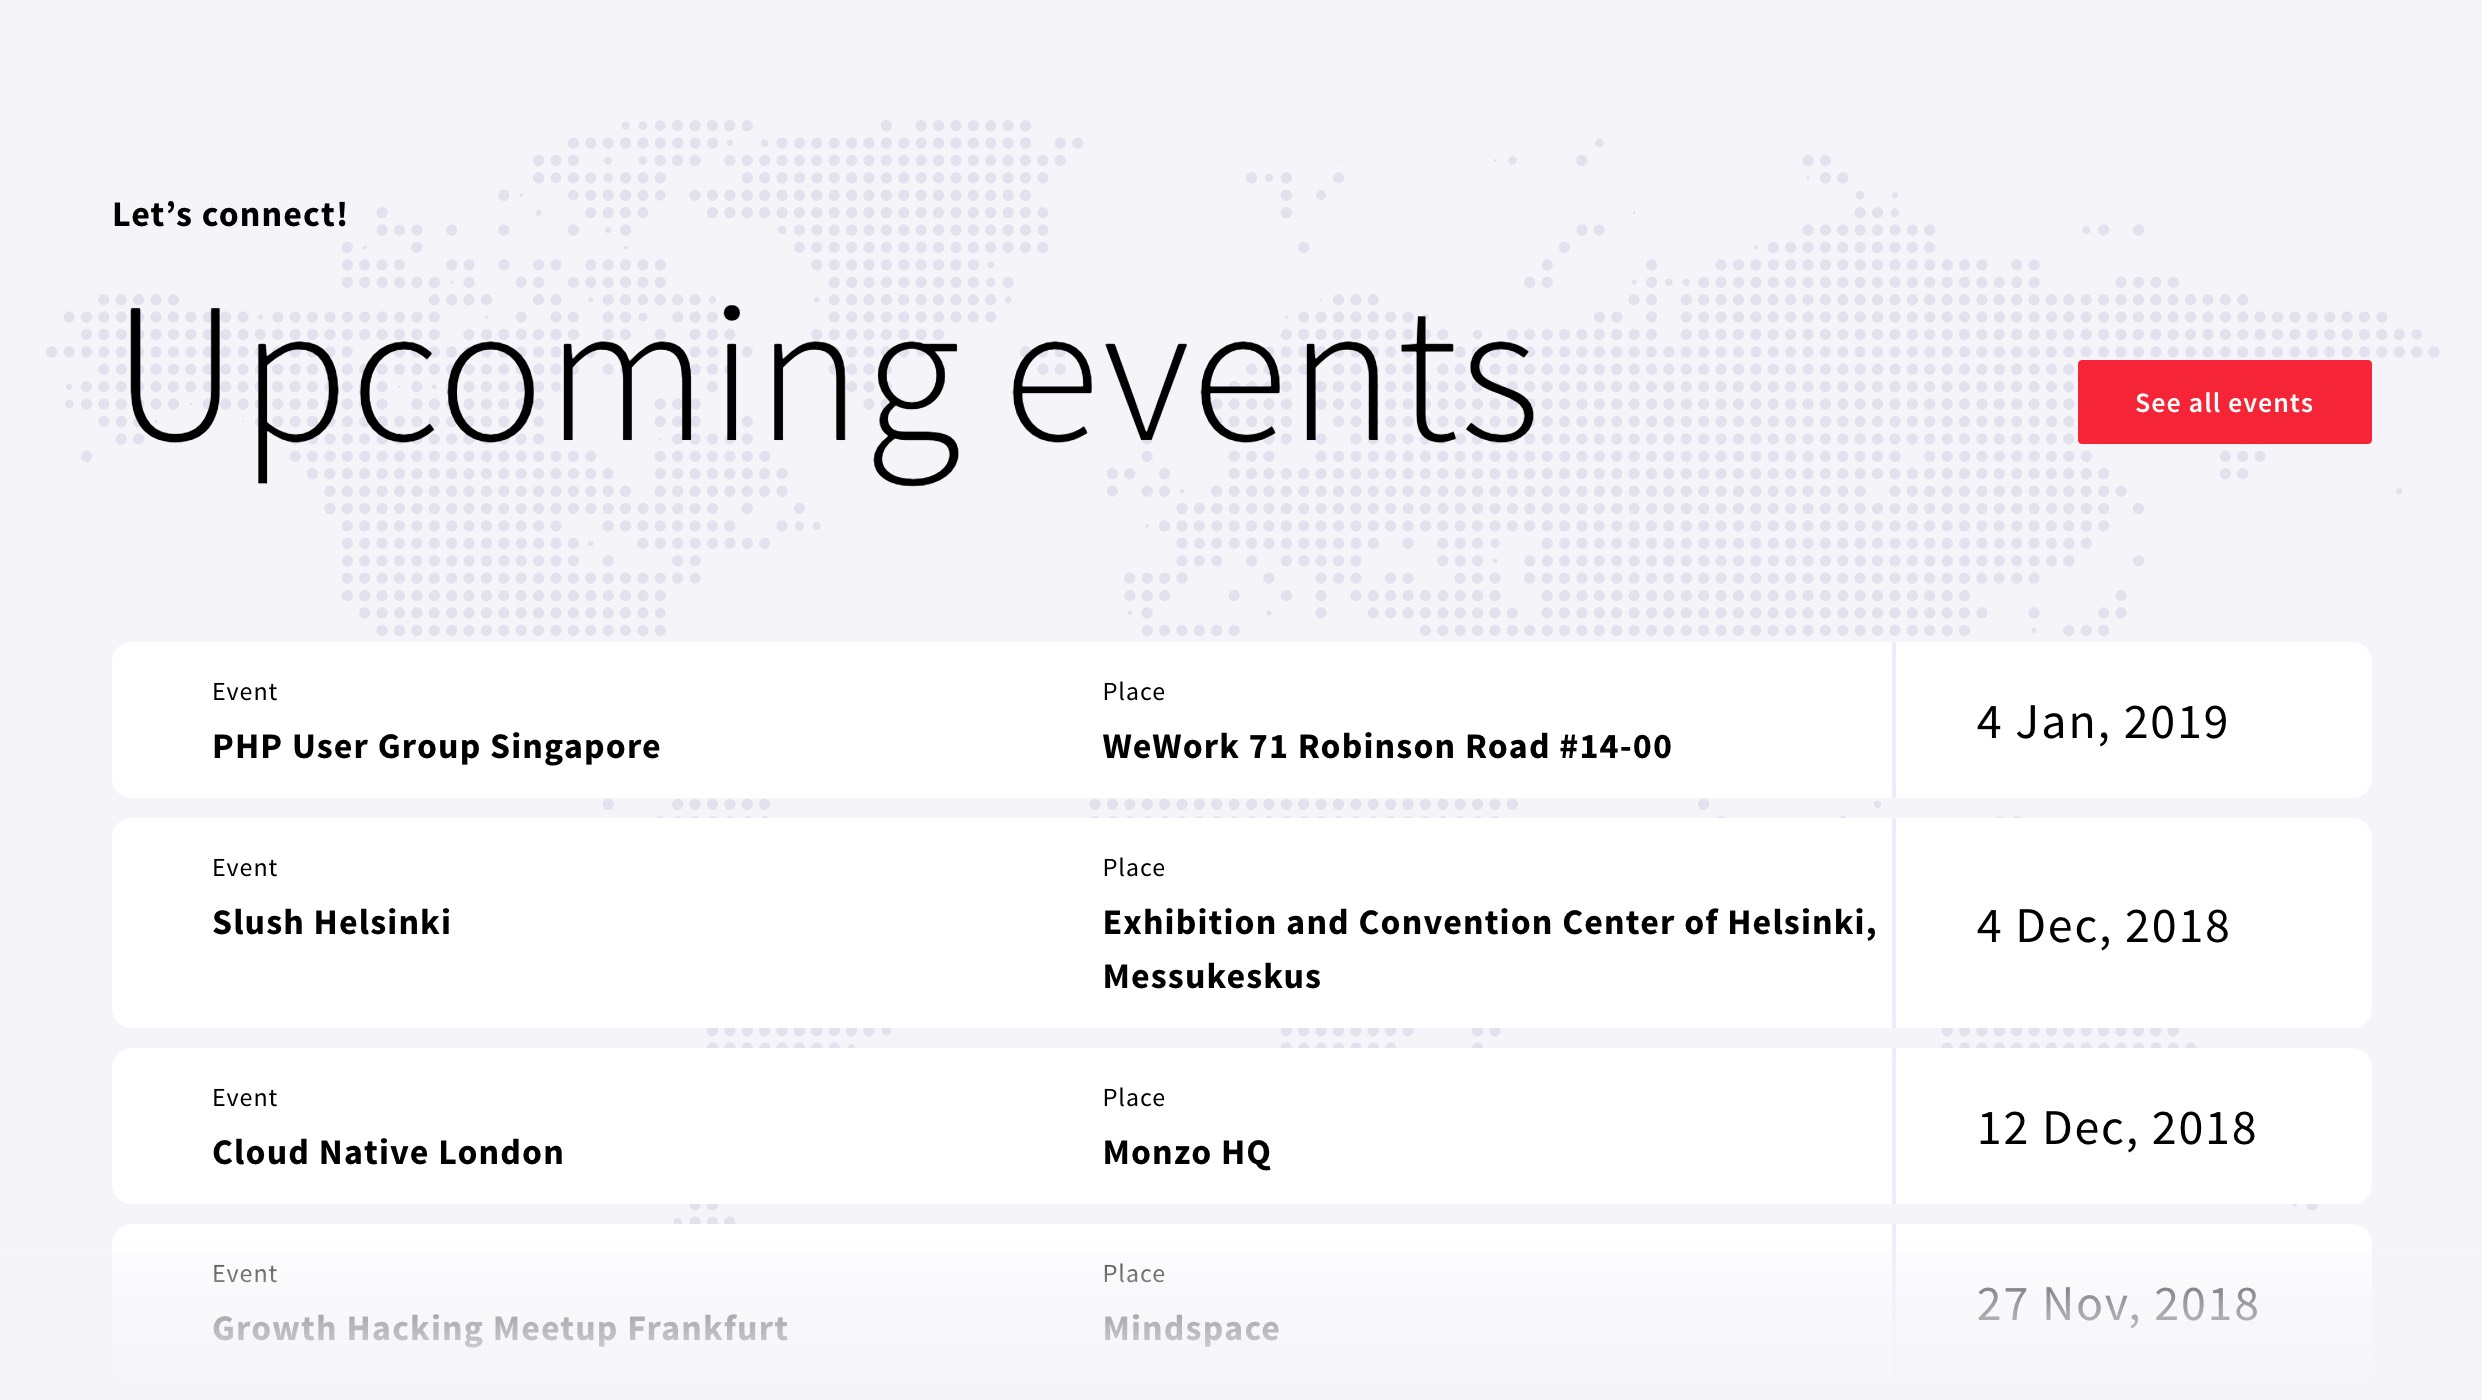 Let’s connect!
Upcoming events
See all events
Event
PHP User Group Singapore
Place
WeWork 71 Robinson Road #14-00
4 Jan, 2019
Event
Slush Helsinki
Place
Exhibition and Convention Center of Helsinki,
Messukeskus
4 Dec, 2018
Event
Cloud Native London
Place
Monzo HQ
12 Dec, 2018
Event
Growth Hacking Meetup Frankfurt
Place
Mindspace
27 Nov, 2018